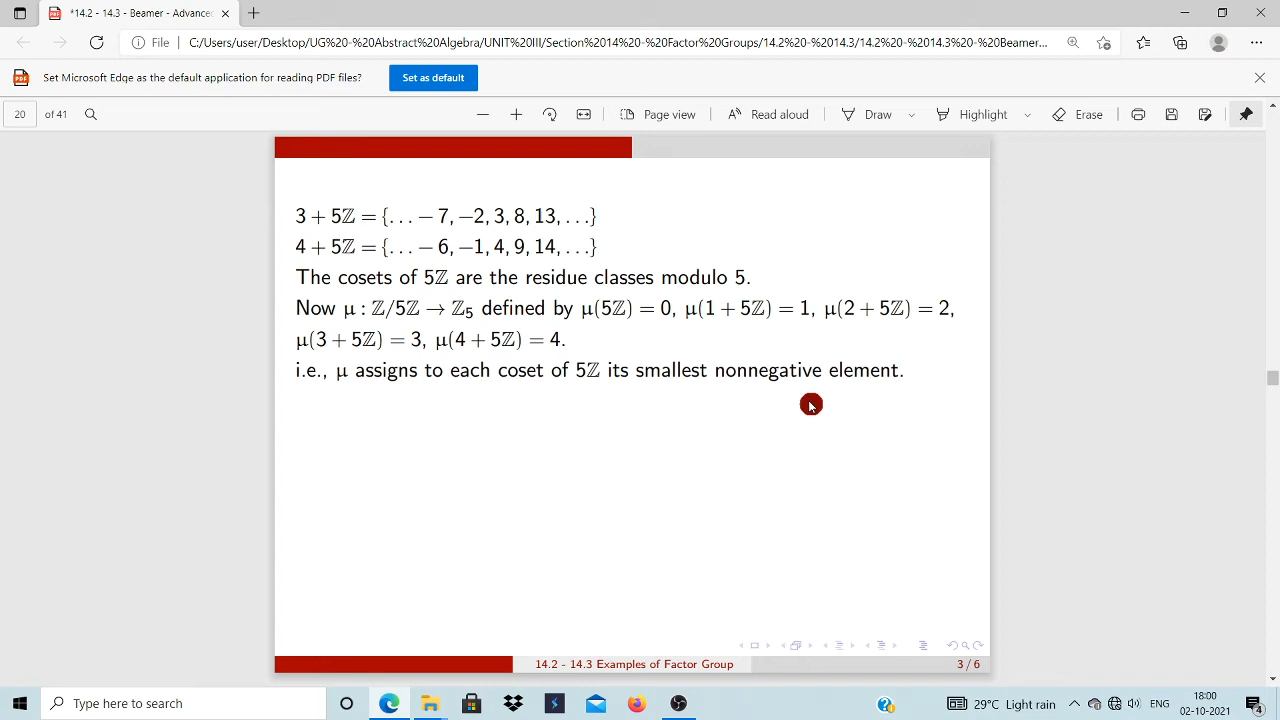 *14.2 - 14.3 - Beamer - Advance
File
C:/Users/user/Desktop/UG%20-%20Abstract%20Algebra/UNIT%20III/Section%2014%20Factor%20Groups/14.2%20-%2014.3/14.2%20-%2014.3%20-%20Beamer...
Set Microsoft Edge as the default application for reading PDF files?
Set as default
20 of 41
Page view
Read aloud
Draw
Highlight
Erase
3 + 5ℤ = {… − 7, −2, 3, 8, 13, …}
4 + 5ℤ = {… − 6, −1, 4, 9, 14, …}
The cosets of 5ℤ are the residue classes modulo 5.
Now μ : ℤ/5ℤ → ℤ₅ defined by μ(5ℤ) = 0, μ(1 + 5ℤ) = 1, μ(2 + 5ℤ) = 2,
μ(3 + 5ℤ) = 3, μ(4 + 5ℤ) = 4.
i.e., μ assigns to each coset of 5ℤ its smallest nonnegative element.
14.2 - 14.3 Examples of Factor Group
3 / 6
Type here to search
29°C Light rain
ENG
18:00
02-10-2021
4